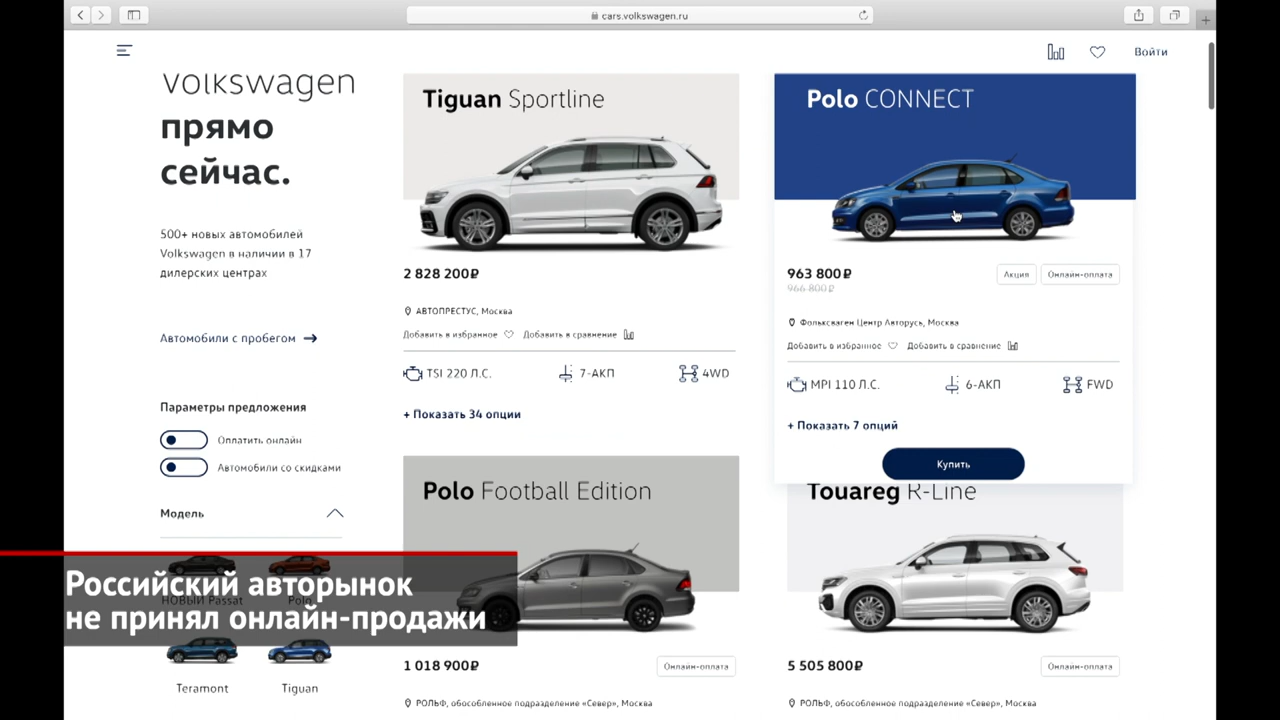 cars.volkswagen.ru
Войти
Volkswagen
прямо
сейчас.
500+ новых автомобилей
Volkswagen в наличии в 17
дилерских центрах
Автомобили с пробегом
Параметры предложения
Оплатить онлайн
Автомобили со скидками
Модель
НОВЫЙ Passat
Polo
Teramont
Tiguan
Tiguan Sportline
2 828 200₽
АВТОПРЕСТУС, Москва
Добавить в избранное
Добавить в сравнение
TSI 220 Л.С.
7-АКП
4WD
+ Показать 34 опции
Polo CONNECT
963 800₽
966 800₽
Акция
Онлайн-оплата
Фольксваген Центр Авторусь, Москва
Добавить в избранное
Добавить в сравнение
MPI 110 Л.С.
6-АКП
FWD
+ Показать 7 опций
Купить
Polo Football Edition
1 018 900₽
Онлайн-оплата
РОЛЬФ, обособленное подразделение «Север», Москва
Touareg R-Line
5 505 800₽
Онлайн-оплата
РОЛЬФ, обособленное подразделение «Север», Москва
Российский авторынок
не принял онлайн-продажи